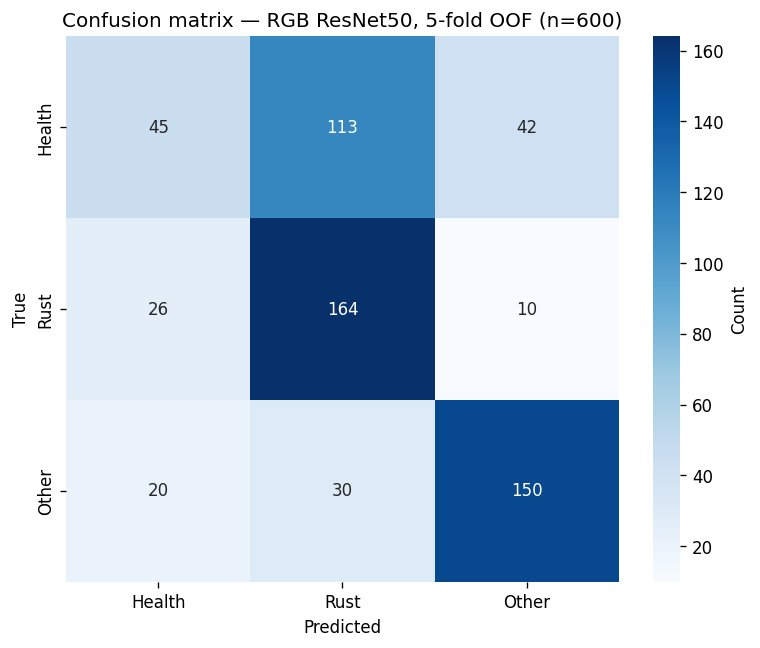 Confusion matrix — RGB ResNet50, 5-fold OOF (n=600)
Health 45 113 42
Rust 26 164 10
Other 20 30 150
True
Health Rust Other
Predicted
160
140
120
100
80
60
40
20
Count